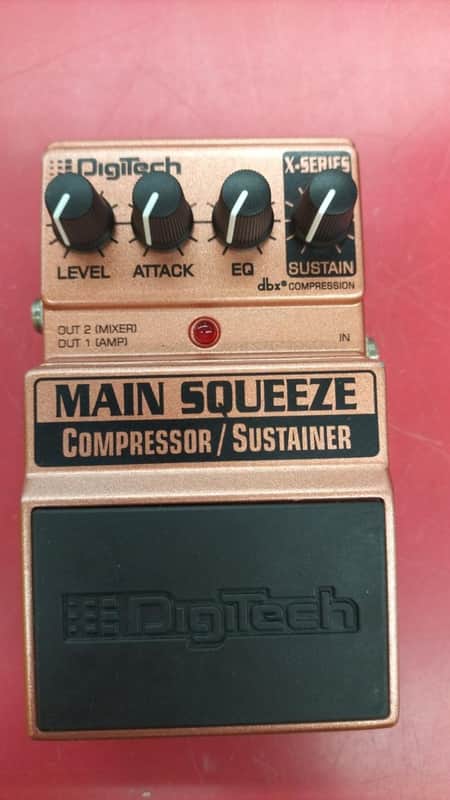 DigiTech
X-SERIES
LEVEL ATTACK EQ SUSTAIN
dbx® COMPRESSION
OUT 2 (MIXER)
OUT 1 (AMP) IN
MAIN SQUEEZE
COMPRESSOR / SUSTAINER
DigiTech